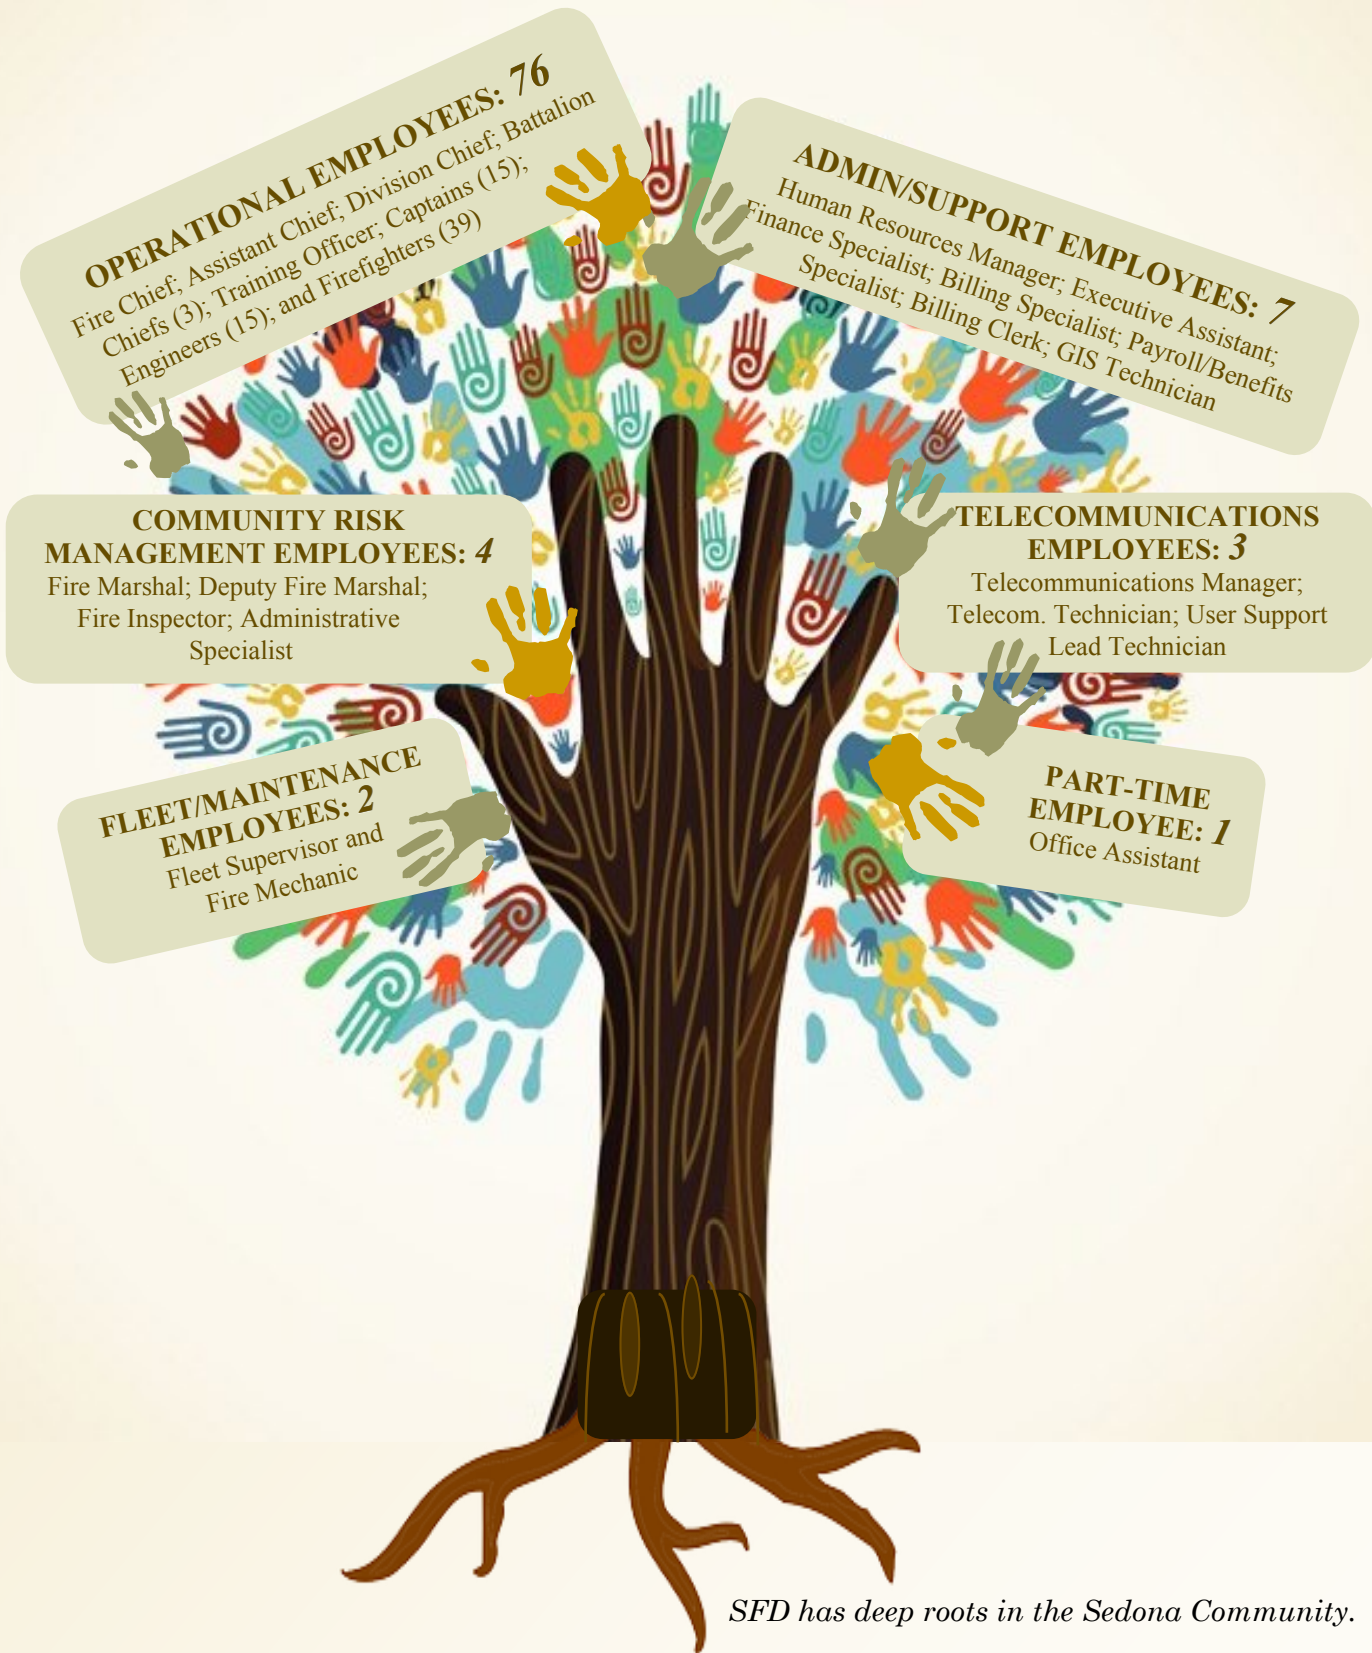 OPERATIONAL EMPLOYEES: 76
Fire Chief; Assistant Chief; Division Chief; Battalion
Chiefs (3); Training Officer; Captains (15);
Engineers (15); and Firefighters (39)
ADMIN/SUPPORT EMPLOYEES: 7
Human Resources Manager; Executive Assistant;
Finance Specialist; Billing Specialist; Payroll/Benefits
Specialist; Billing Clerk; GIS Technician
COMMUNITY RISK
MANAGEMENT EMPLOYEES: 4
Fire Marshal; Deputy Fire Marshal;
Fire Inspector; Administrative
Specialist
TELECOMMUNICATIONS
EMPLOYEES: 3
Telecommunications Manager;
Telecom. Technician; User Support
Lead Technician
FLEET/MAINTENANCE
EMPLOYEES: 2
Fleet Supervisor and
Fire Mechanic
PART-TIME
EMPLOYEE: 1
Office Assistant
SFD has deep roots in the Sedona Community.